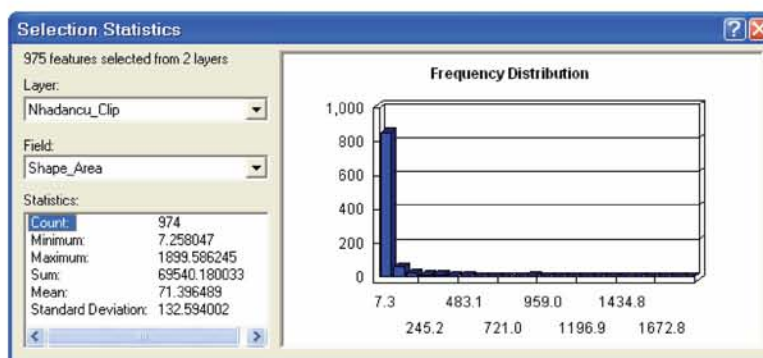 Selection Statistics
975 features selected from 2 layers
Layer:
Nhadancu_Clip
Field:
Shape_Area
Statistics:
Count: 974
Minimum: 7.258047
Maximum: 1899.586245
Sum: 69540.180033
Mean: 71.396489
Standard Deviation: 132.594002
Frequency Distribution
1,000
800
600
400
200
0
7.3 483.1 959.0 1434.8
245.2 721.0 1196.9 1672.8